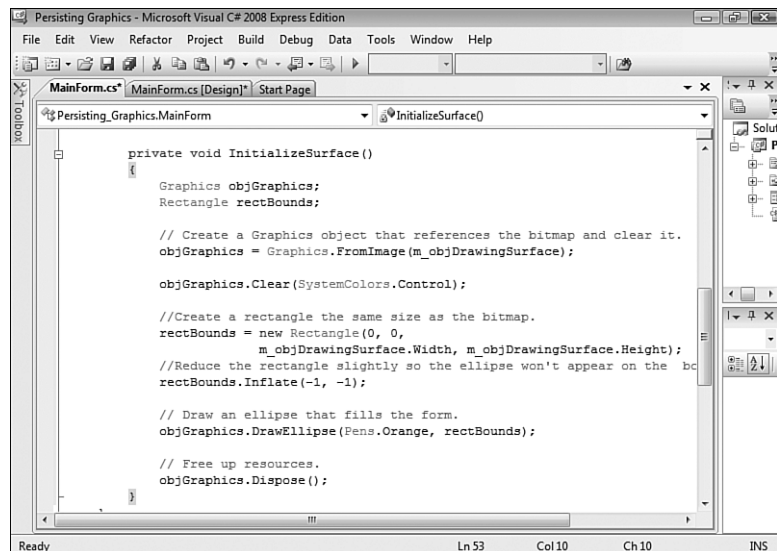 Persisting Graphics - Microsoft Visual C# 2008 Express Edition
File Edit View Refactor Project Build Debug Data Tools Window Help
MainForm.cs* MainForm.cs [Design]* Start Page
Toolbox
Persisting_Graphics.MainForm InitializeSurface()
Solut
P
private void InitializeSurface()
{
Graphics objGraphics;
Rectangle rectBounds;
// Create a Graphics object that references the bitmap and clear it.
objGraphics = Graphics.FromImage(m_objDrawingSurface);
objGraphics.Clear(SystemColors.Control);
//Create a rectangle the same size as the bitmap.
rectBounds = new Rectangle(0, 0,
m_objDrawingSurface.Width, m_objDrawingSurface.Height);
//Reduce the rectangle slightly so the ellipse won't appear on the bo
rectBounds.Inflate(-1, -1);
// Draw an ellipse that fills the form.
objGraphics.DrawEllipse(Pens.Orange, rectBounds);
// Free up resources.
objGraphics.Dispose();
}
Ready Ln 53 Col 10 Ch 10 INS